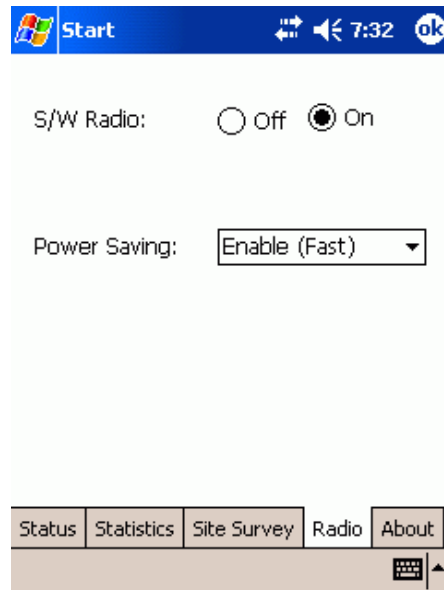 Start 7:32 ok
S/W Radio: Off On
Power Saving: Enable (Fast)
Status Statistics Site Survey Radio About